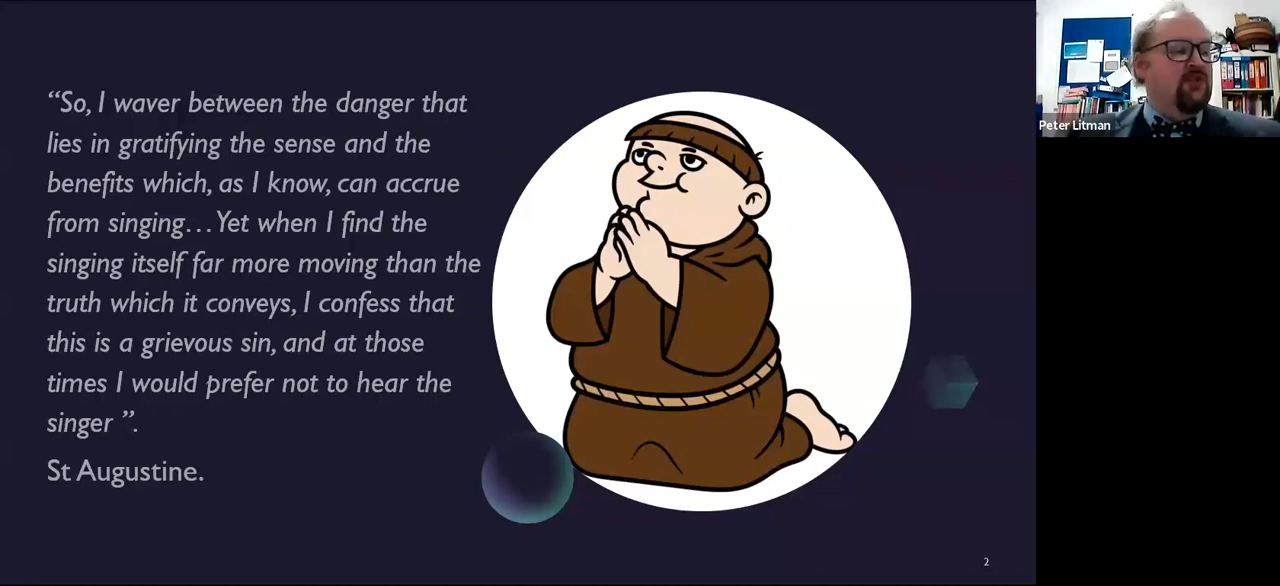 “So, I waver between the danger that
lies in gratifying the sense and the
benefits which, as I know, can accrue
from singing…Yet when I find the
singing itself far more moving than the
truth which it conveys, I confess that
this is a grievous sin, and at those
times I would prefer not to hear the
singer ”.
St Augustine.
2
Peter Litman